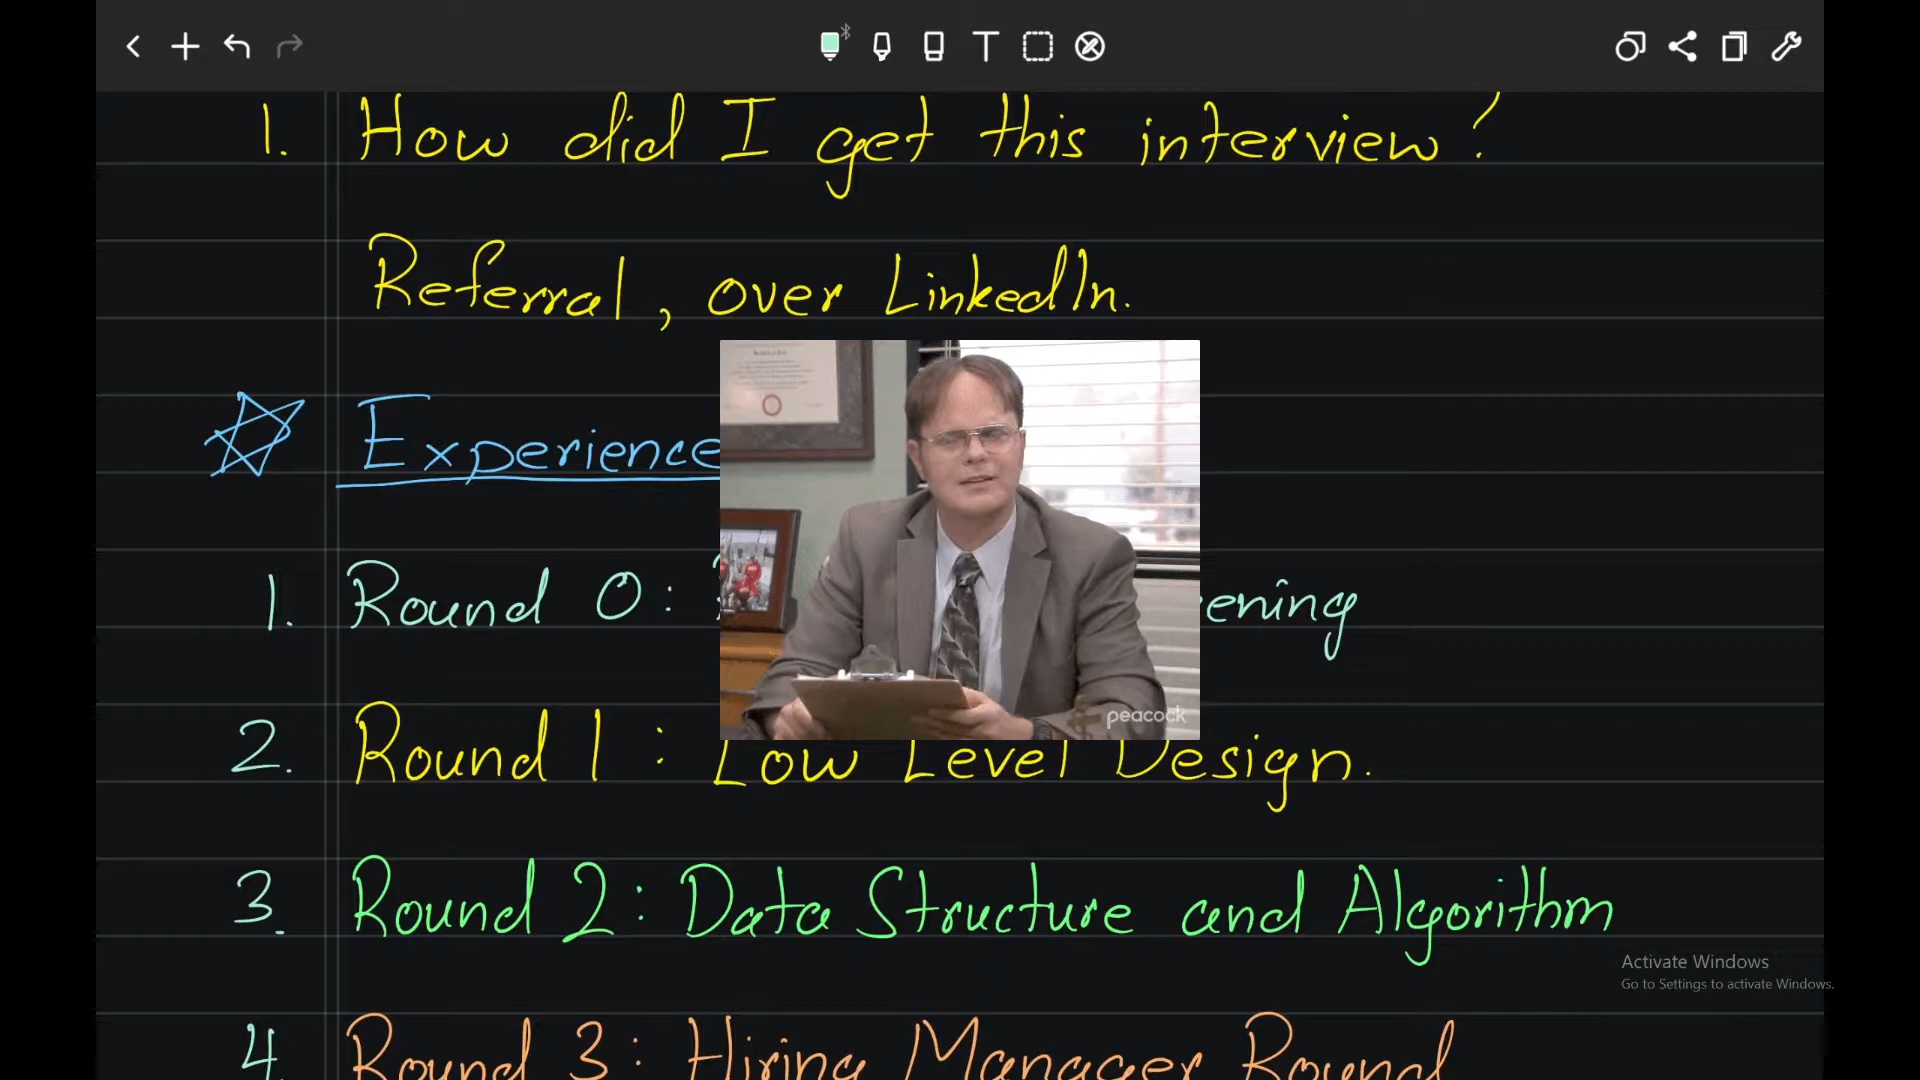 1. How did I get this interview?
Referral, over LinkedIn.
Experience
1. Round 0:
ening
peacock
2. Round 1 : Low Level Design.
3. Round 2: Data Structure and Algorithm
Activate Windows
Go to Settings to activate Windows.
4 Round 3: Hiring Manager Round